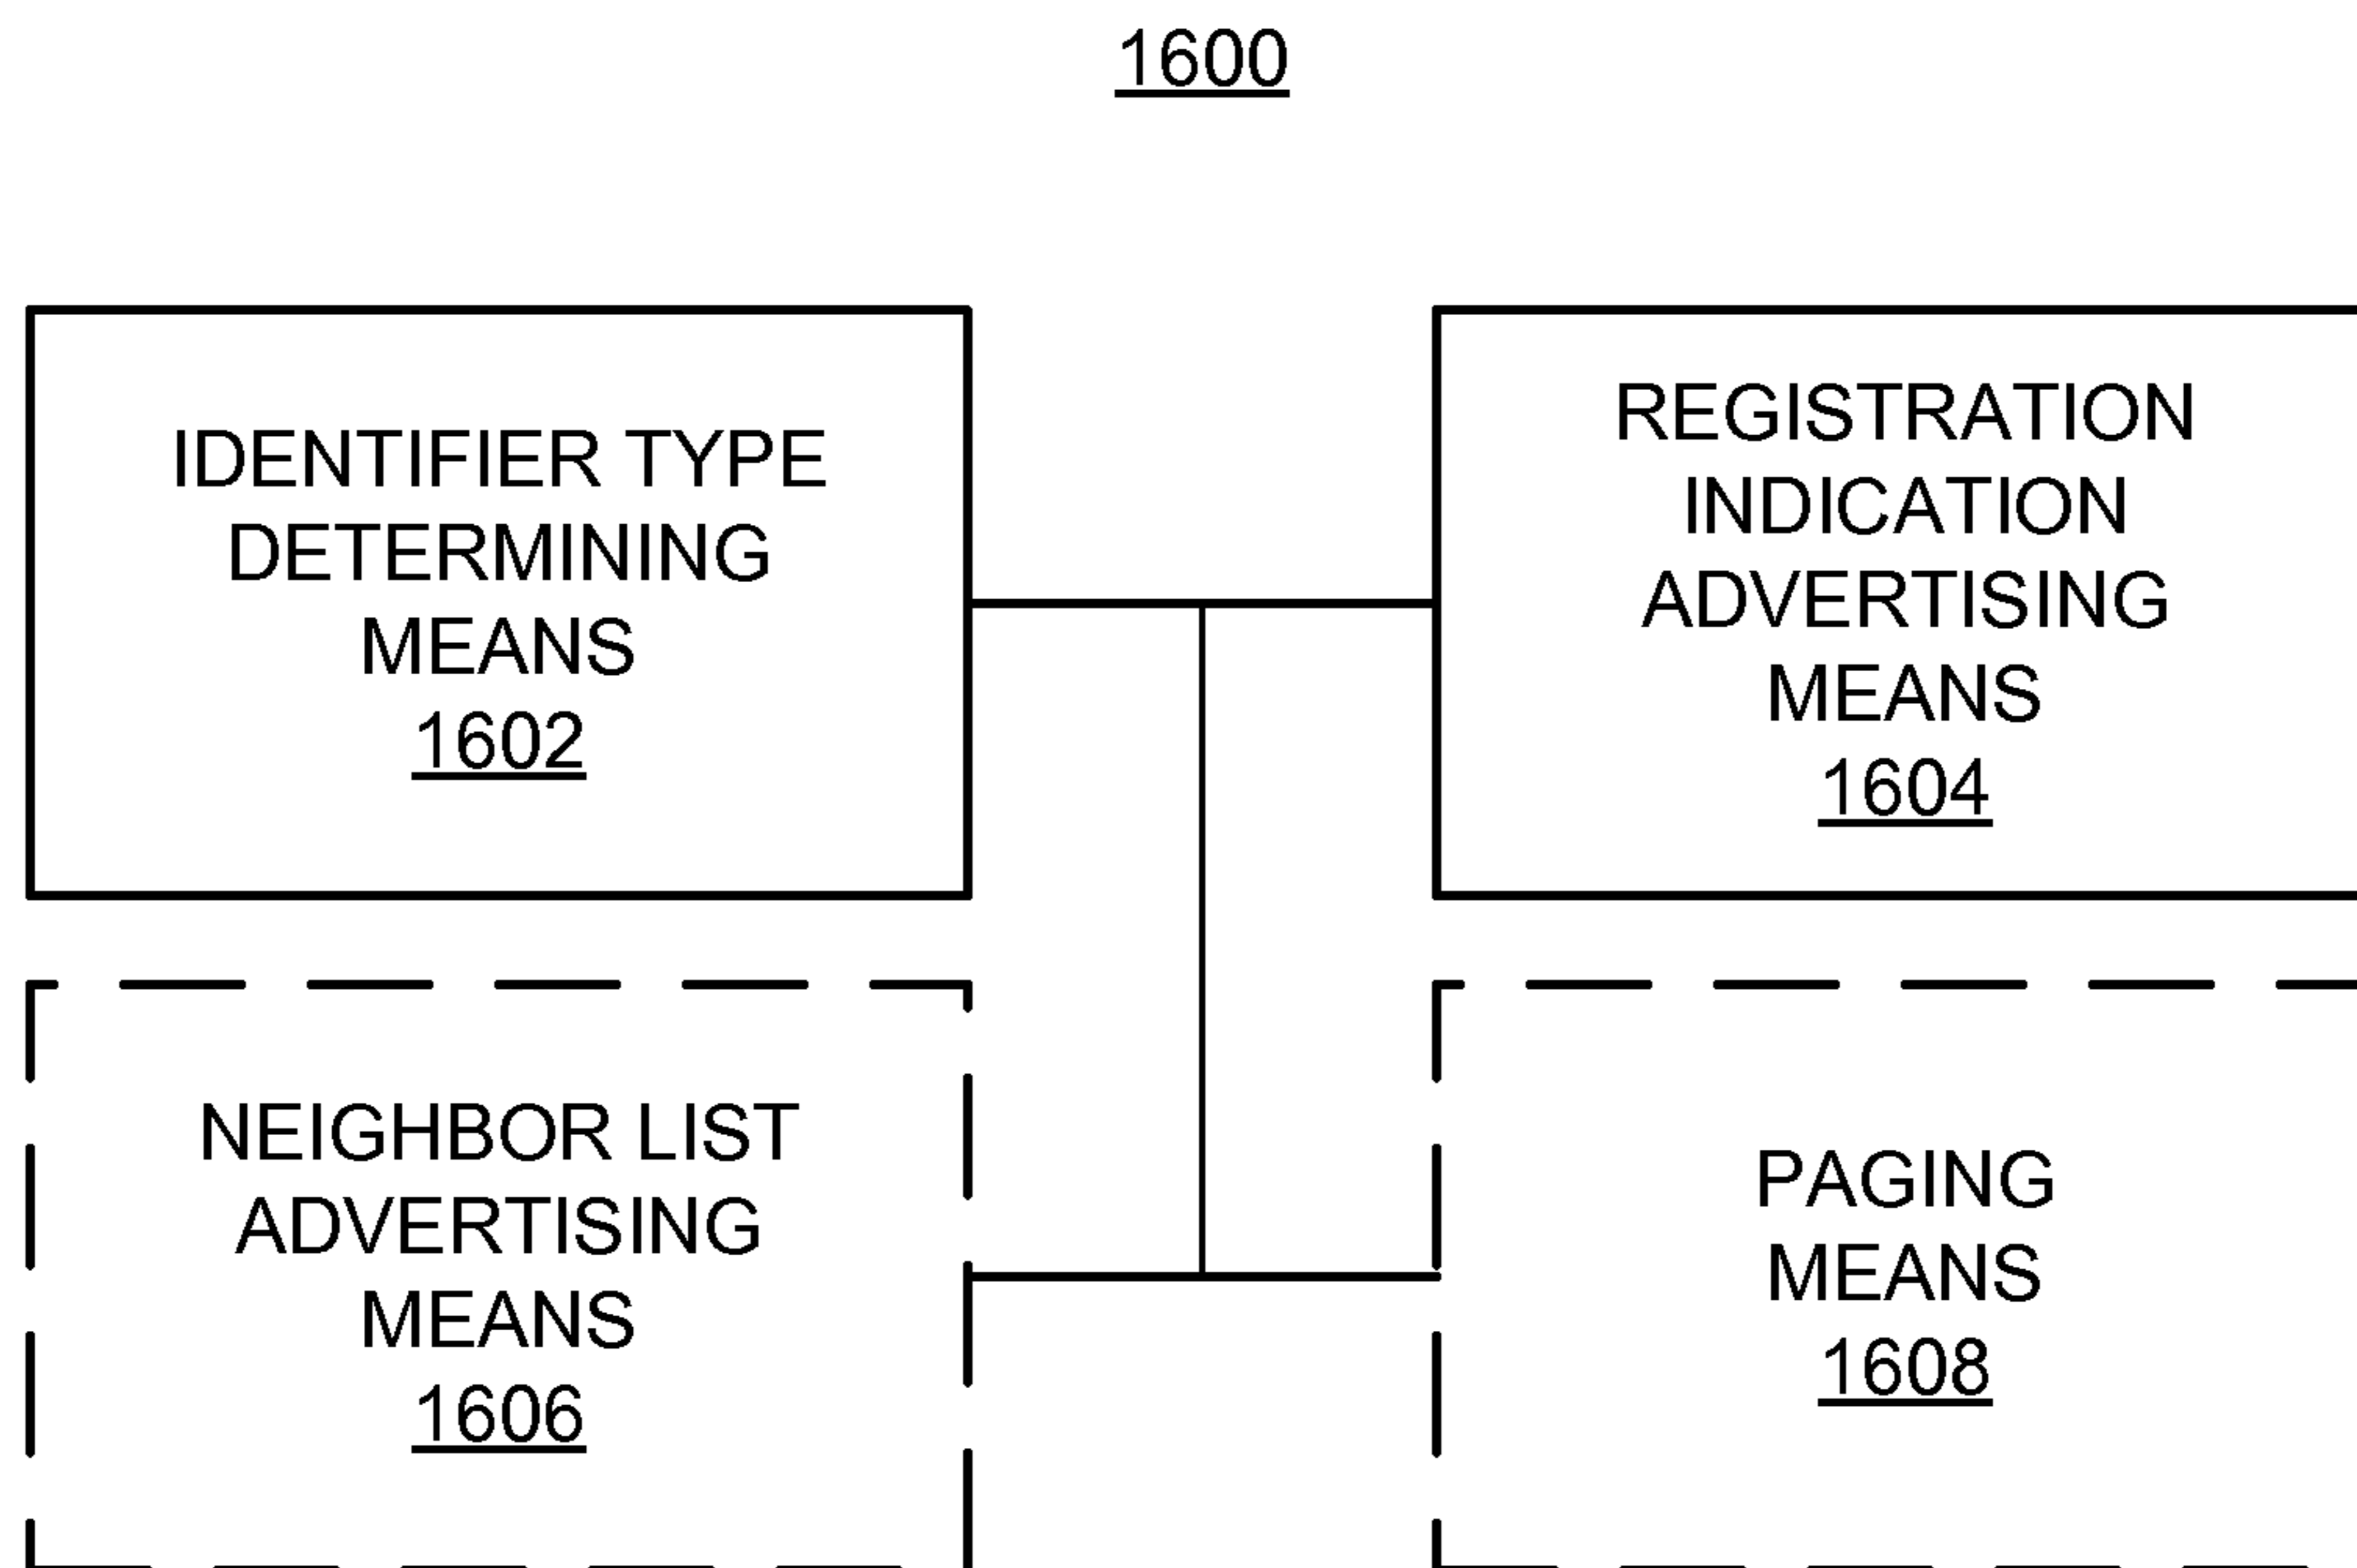 1600
IDENTIFIER TYPE
DETERMINING
MEANS
1602
REGISTRATION
INDICATION
ADVERTISING
MEANS
1604
NEIGHBOR LIST
ADVERTISING
MEANS
1606
PAGING
MEANS
1608